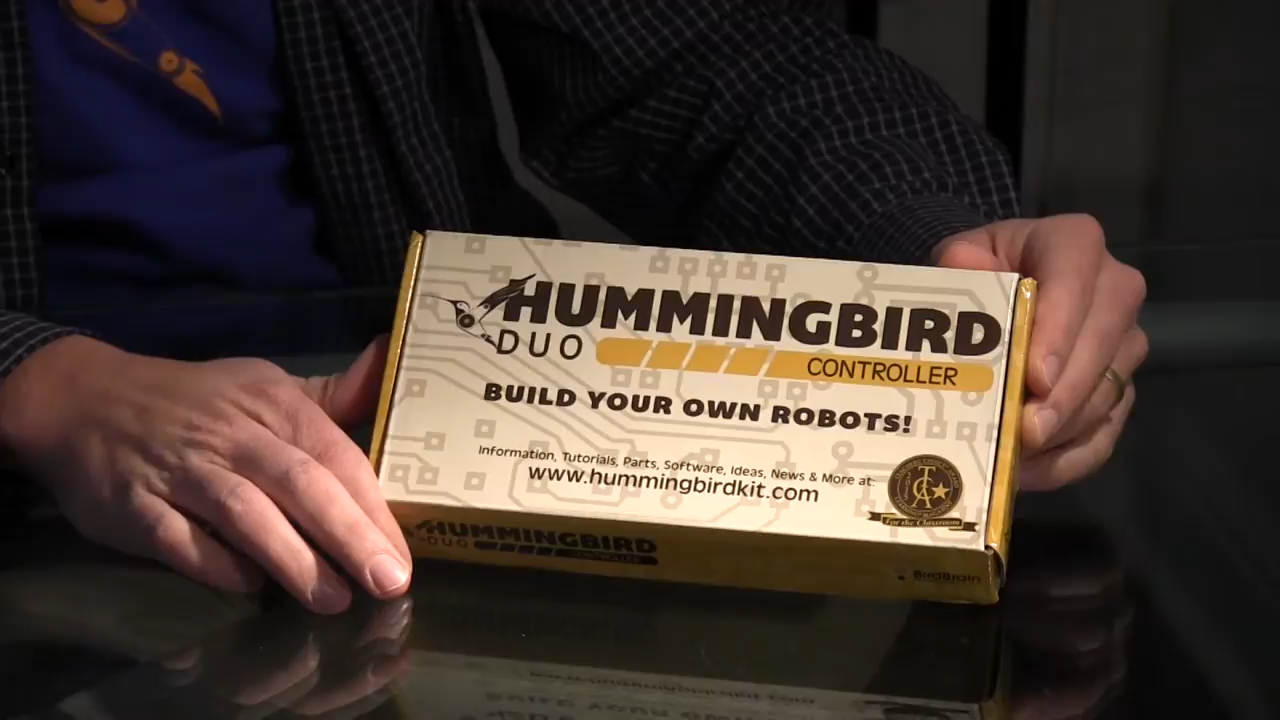 HUMMINGBIRD
DUO
CONTROLLER
BUILD YOUR OWN ROBOTS!
Information, Tutorials, Parts, Software, Ideas, News & More at:
www.hummingbirdkit.com
For the Classroom
HUMMINGBIRD
DUO
CONTROLLER
BirdBrain